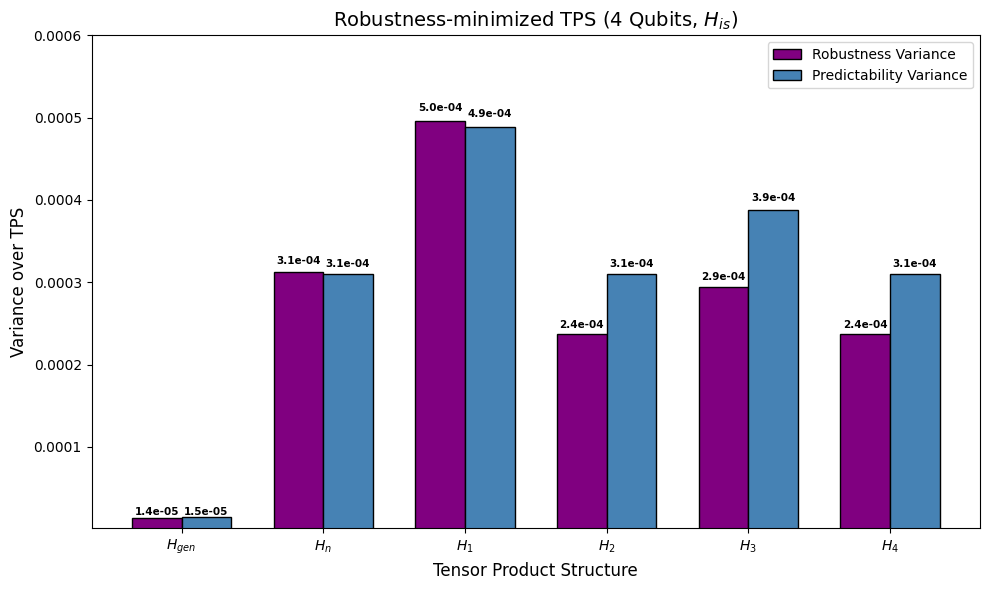 Robustness-minimized TPS (4 Qubits, H_is)
Robustness Variance
Predictability Variance
Variance over TPS
0.0006
0.0005
0.0004
0.0003
0.0002
0.0001
1.4e-05 1.5e-05
3.1e-04 3.1e-04
5.0e-04 4.9e-04
2.4e-04 3.1e-04
2.9e-04 3.9e-04
2.4e-04 3.1e-04
H_gen H_n H_1 H_2 H_3 H_4
Tensor Product Structure